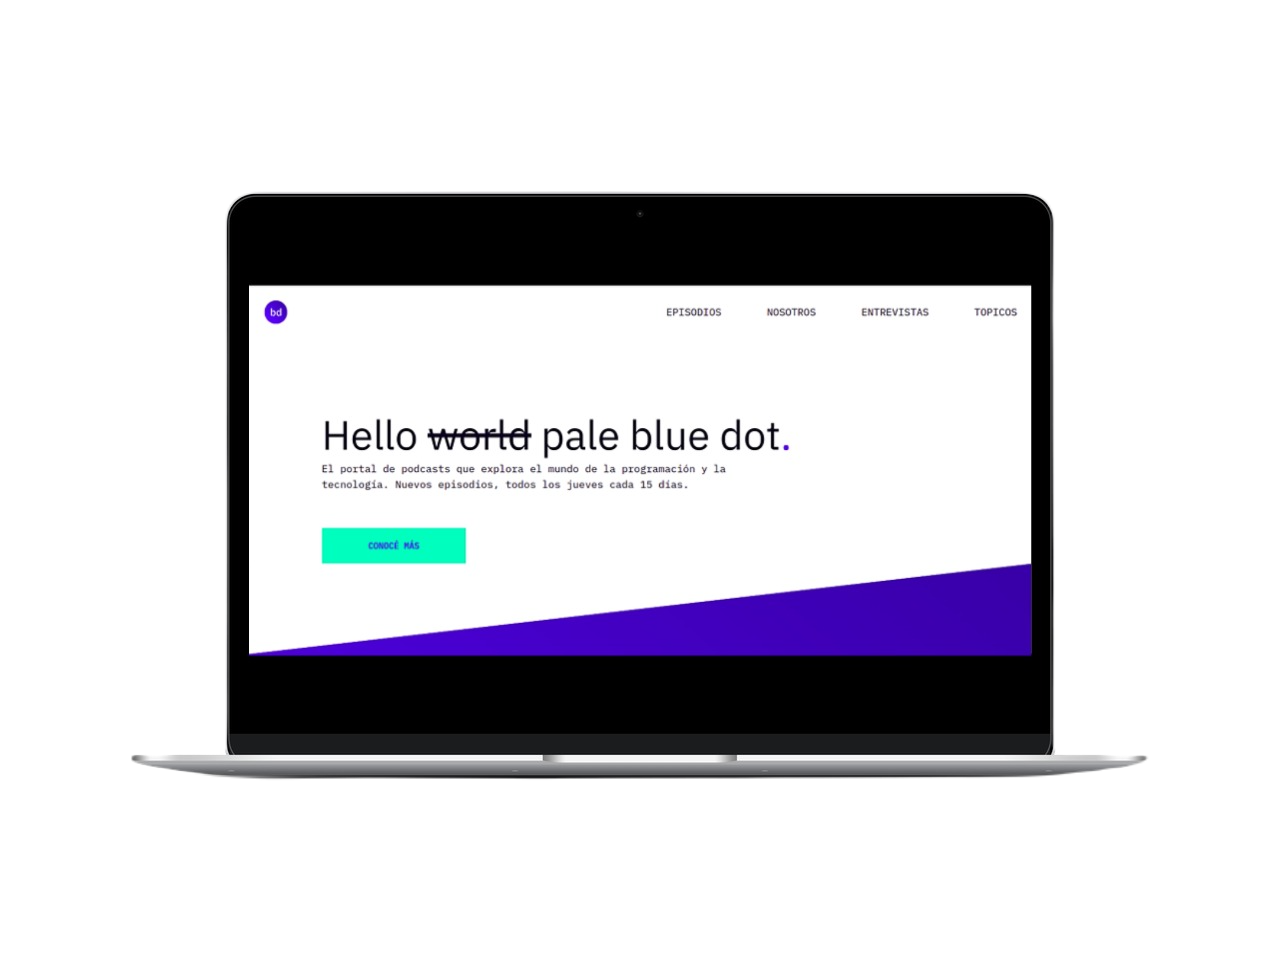 bd
EPISODIOS NOSOTROS ENTREVISTAS TOPICOS
Hello world pale blue dot.
El portal de podcasts que explora el mundo de la programación y la
tecnología. Nuevos episodios, todos los jueves cada 15 días.
CONOCÉ MÁS